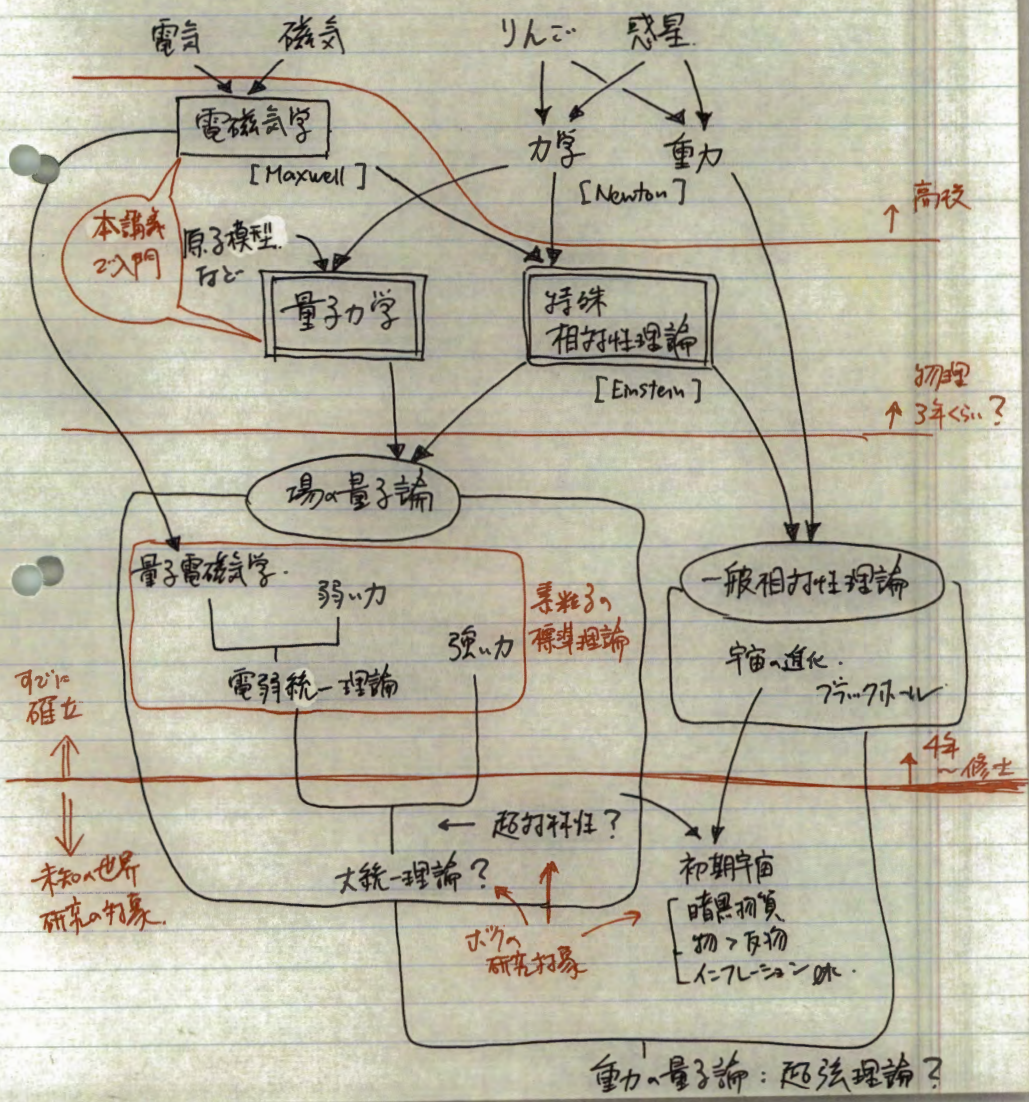 電気
磁気
りんご
惑星
電磁気学
[Maxwell]
力学
重力
[Newton]
↑高校
本講義
で入門
原子模型
など
量子力学
特殊
相対性理論
[Einstein]
物理
↑3年くらい?
場の量子論
量子電磁気学
弱い力
強い力
素粒子の
標準理論
電弱統一理論
一般相対性理論
宇宙の進化
ブラックホール
すでに
確立
↑4年
〜修士
未知の世界
研究の対象
← 超対称性?
大統一理論?
ボクの
研究対象
初期宇宙
暗黒物質
物>反物
インフレーション etc.
重力の量子論:超弦理論?